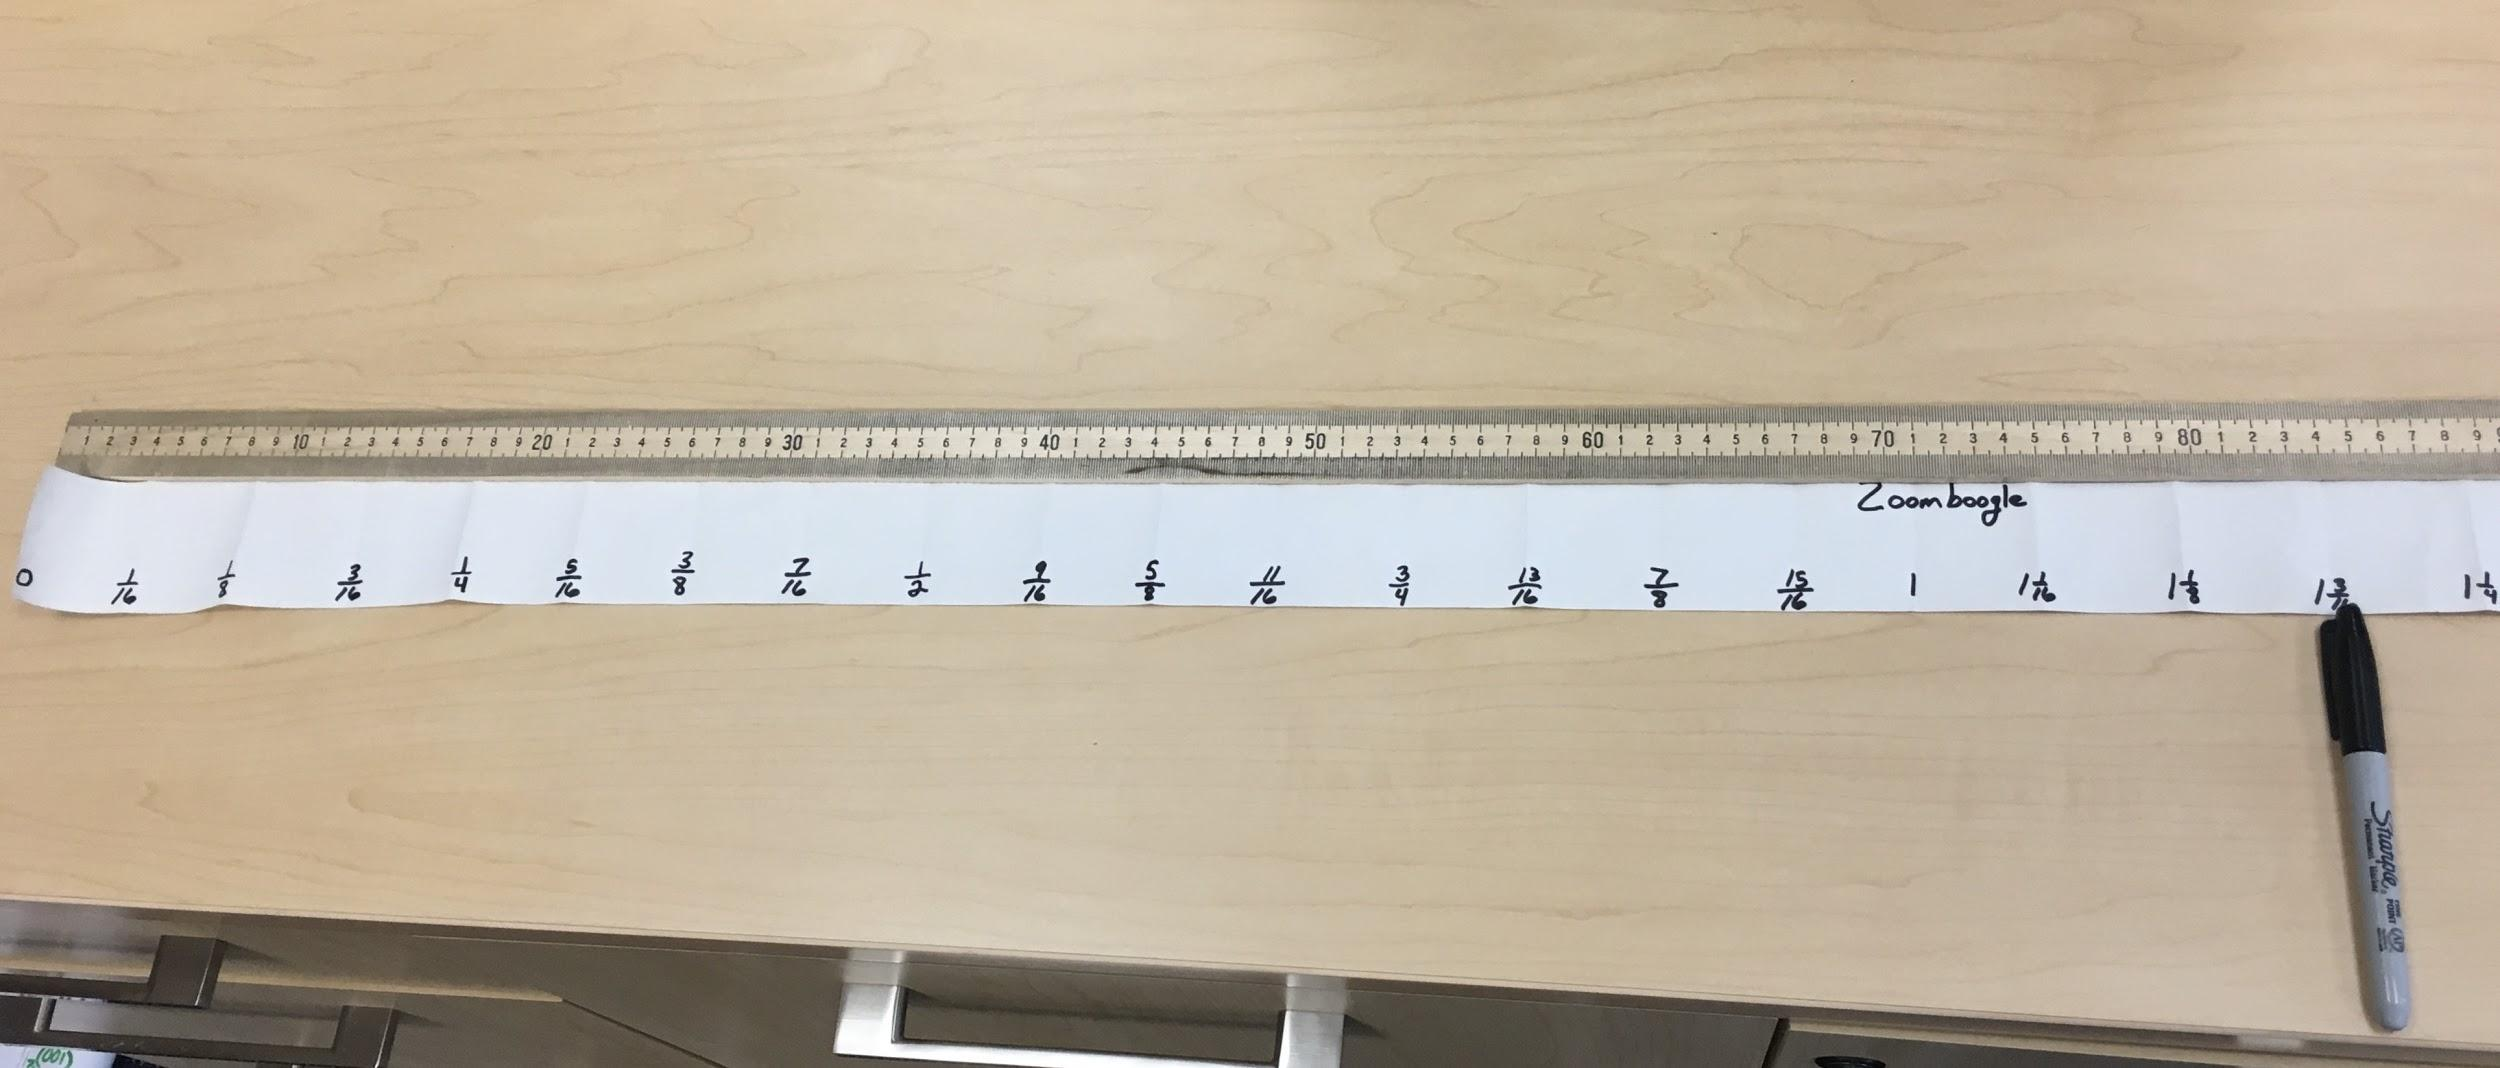 1 2 3 4 5 6 7 8 9 10 1 2 3 4 5 6 7 8 9 20 1 2 3 4 5 6 7 8 9 30 1 2 3 4 5 6 7 8 9 40 1 2 3 4 5 6 7 8 9 50 1 2 3 4 5 6 7 8 9 60 1 2 3 4 5 6 7 8 9 70 1 2 3 4 5 6 7 8 9 80 1 2 3 4 5 6 7 8 9
Zoomboogle
0 1/16 1/8 3/16 1/4 5/16 3/8 7/16 1/2 9/16 5/8 11/16 3/4 13/16 7/8 15/16 1 1 1/16 1 1/8 1 3/16 1 1/4
Sharpie
FINE POINT
Permanent Marker
(001)